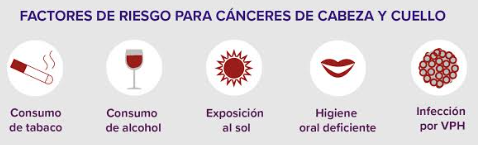 FACTORES DE RIESGO PARA CÁNCERES DE CABEZA Y CUELLO
Consumo
de tabaco
Consumo
de alcohol
Exposición
al sol
Higiene
oral deficiente
Infección
por VPH